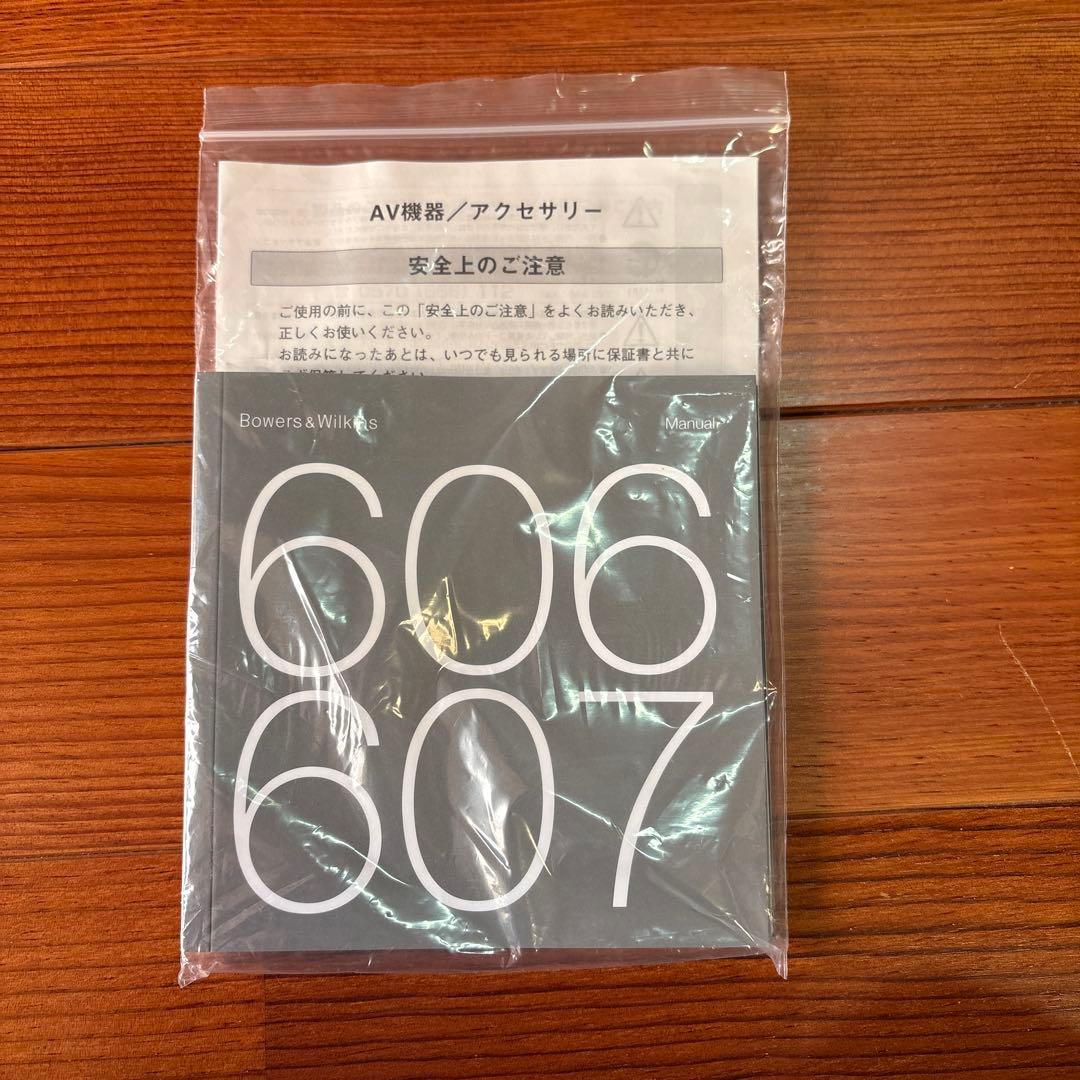 AV機器／アクセサリー
安全上のご注意
ご使用の前に、この「安全上のご注意」をよくお読みいただき、
正しくお使いください。
お読みになったあとは、いつでも見られる場所に保証書と共に
Bowers & Wilkins
Manual
606
607